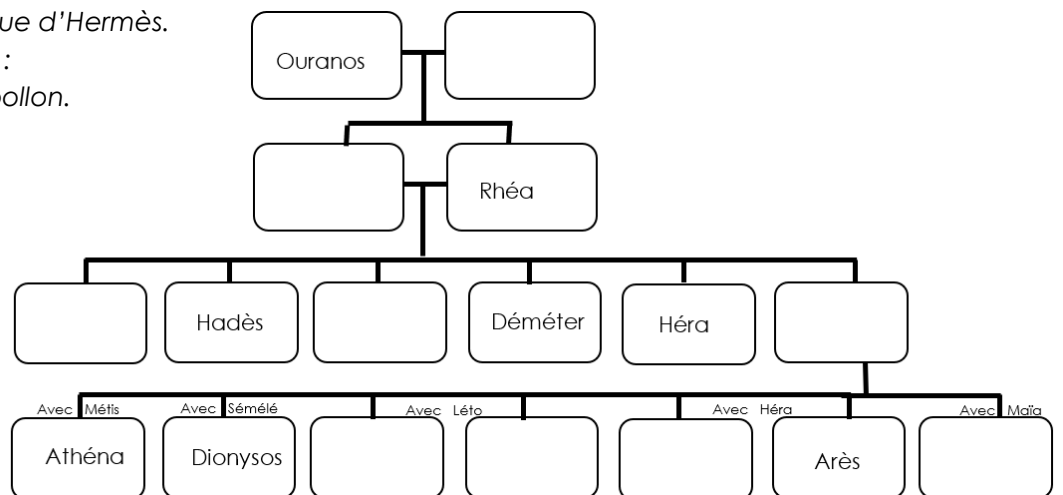 ue d'Hermès.
:
ollon.
Ouranos
Rhéa
Hadès
Déméter
Héra
Avec Métis
Avec Sémélé
Avec Léto
Avec Héra
Avec Maïa
Athéna
Dionysos
Arès